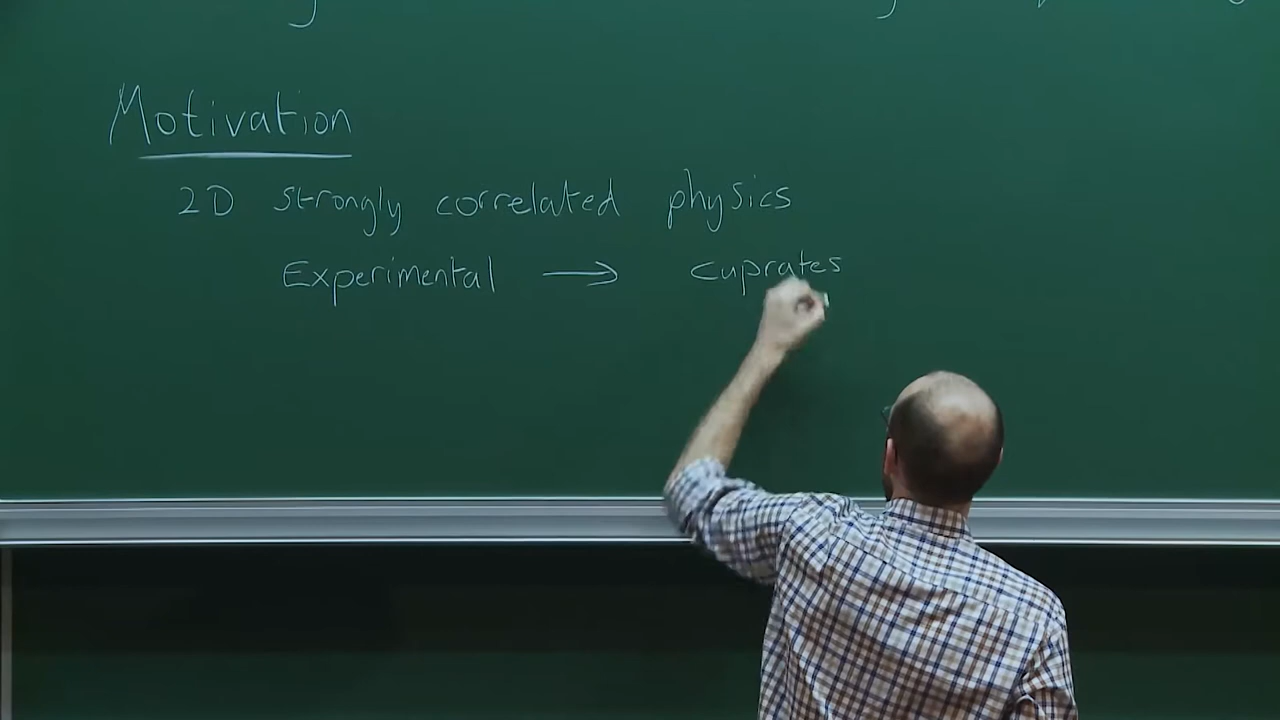 Motivation
2D strongly correlated physics
Experimental → cuprates